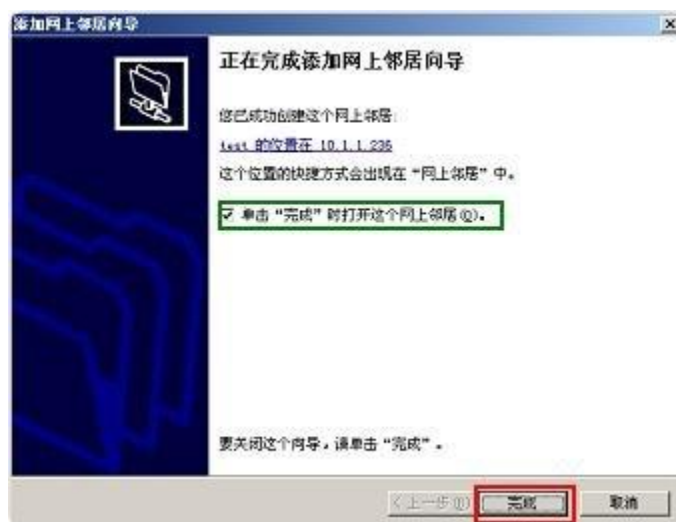 添加网上邻居向导
正在完成添加网上邻居向导
您已成功创建这个网上邻居:
test 的位置在 10.1.1.236
这个位置的快捷方式会出现在“网上邻居”中。
单击“完成”时打开这个网上邻居(O)。
要关闭这个向导，请单击“完成”。
<上一步(B) 完成 取消